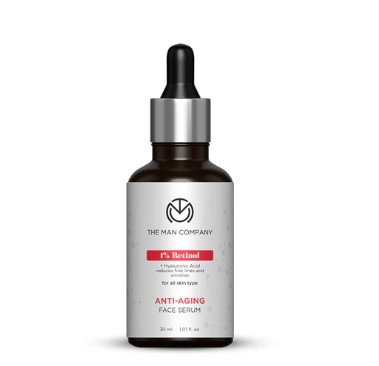 THE MAN COMPANY
1% Retinol
+ Hyaluronic Acid
reduces fine lines and
wrinkles
for all skin type
ANTI-AGING
FACE SERUM
30 ml 1.01 fl. oz